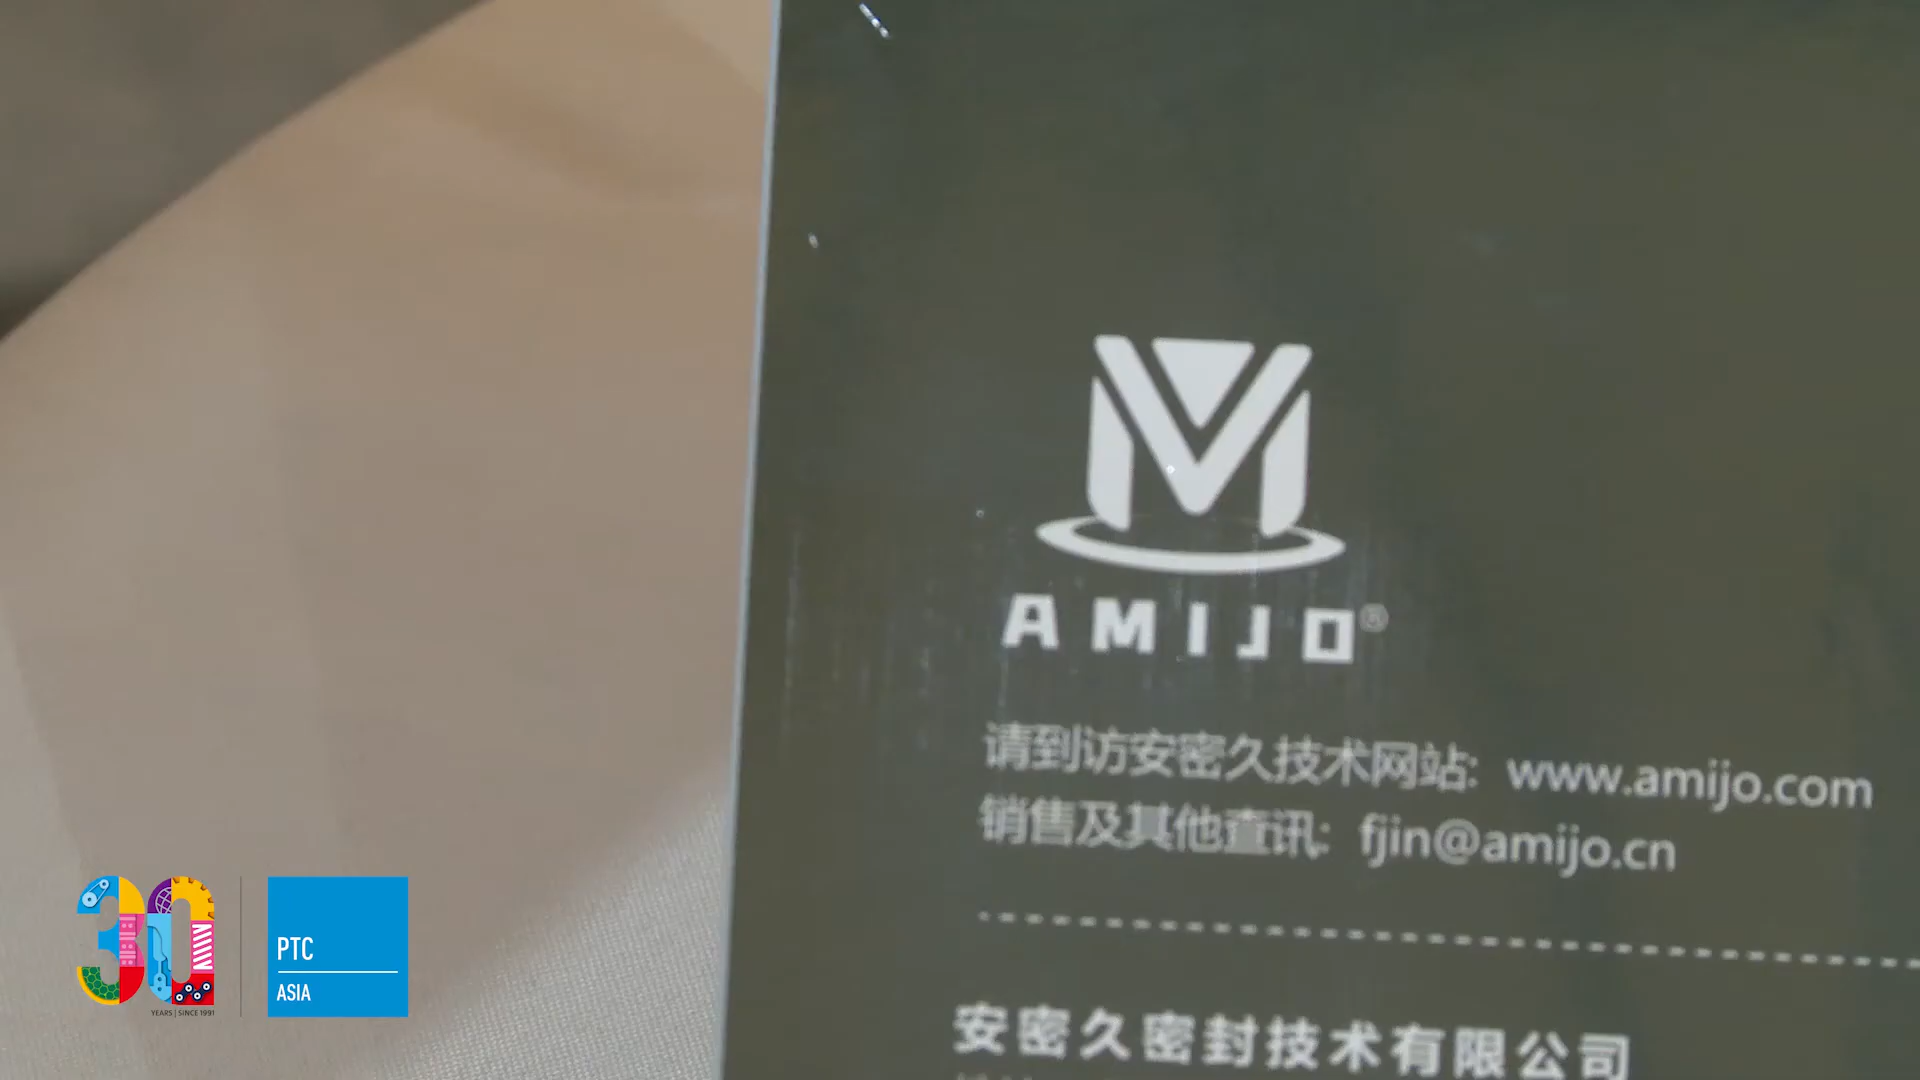 AMIJO®
请到访安密久技术网站: www.amijo.com
销售及其他查讯: fjin@amijo.cn
安密久密封技术有限公司
30
YEARS | SINCE 1991
PTC
ASIA